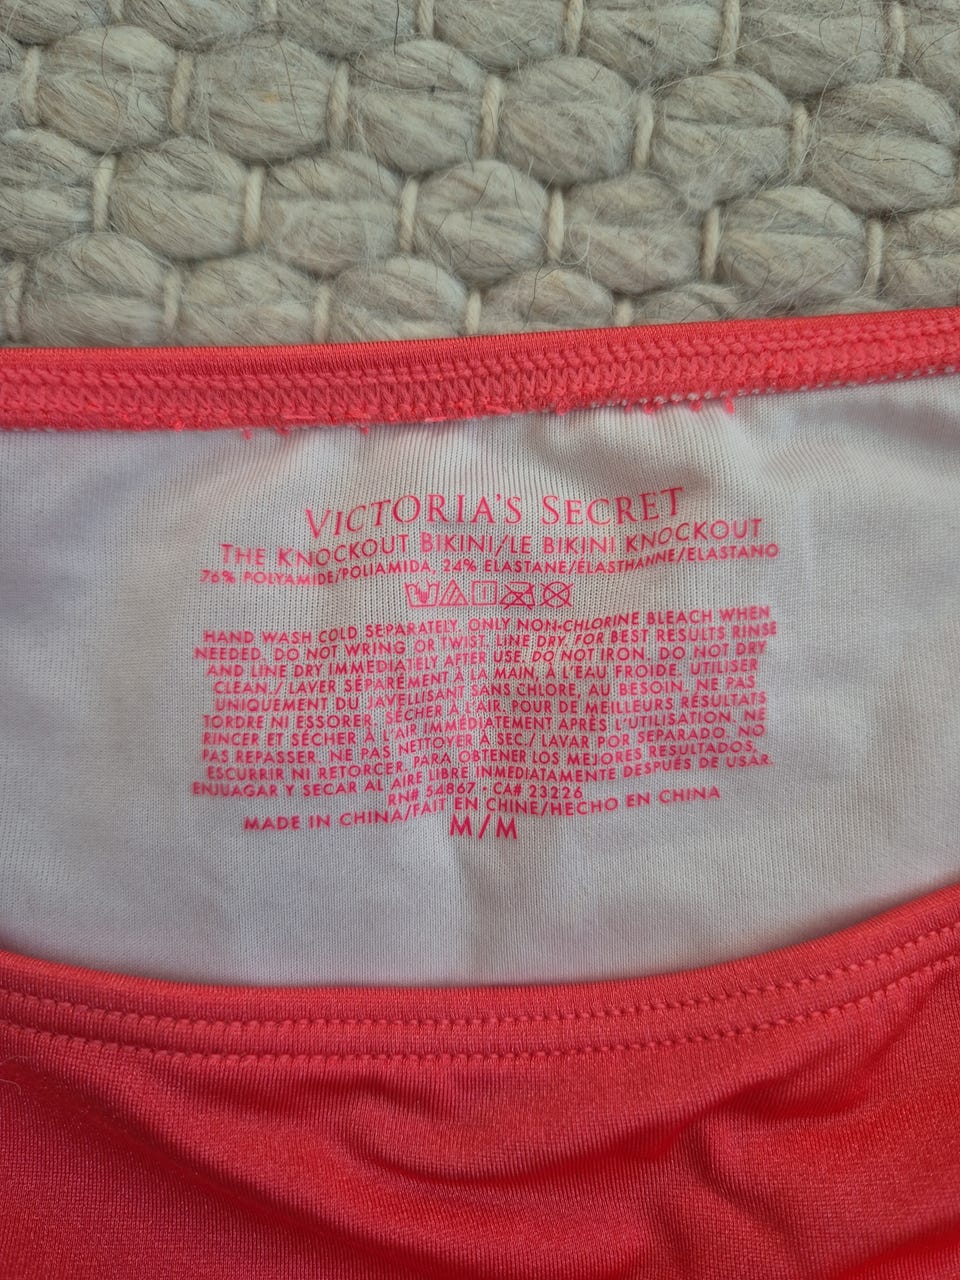 VICTORIA'S SECRET
THE KNOCKOUT BIKINI/LE BIKINI KNOCKOUT
76% POLYAMIDE/POLIAMIDA, 24% ELASTANE/ÉLASTHANNE/ELASTANO
HAND WASH COLD SEPARATELY. ONLY NON-CHLORINE BLEACH WHEN
NEEDED. DO NOT WRING OR TWIST. LINE DRY. FOR BEST RESULTS RINSE
AND LINE DRY IMMEDIATELY AFTER USE. DO NOT IRON. DO NOT DRY
CLEAN / LAVER SÉPARÉMENT À LA MAIN, À L'EAU FROIDE. UTILISER
UNIQUEMENT DU JAVELLISANT SANS CHLORE, AU BESOIN. NE PAS
TORDRE NI ESSORER. SÉCHER À L'AIR. POUR DE MEILLEURS RÉSULTATS
RINCER ET SÉCHER À L'AIR IMMÉDIATEMENT APRÈS L'UTILISATION. NE
PAS REPASSER. NE PAS NETTOYER À SEC/ LAVAR POR SEPARADO. NO
ESCURRIR NI RETORCER. PARA OBTENER LOS MEJORES RESULTADOS,
ENJUAGAR Y SECAR AL AIRE LIBRE INMEDIATAMENTE DESPUÉS DE USAR.
RN# 54867 • CA# 23226
MADE IN CHINA/FAIT EN CHINE/HECHO EN CHINA
M/M